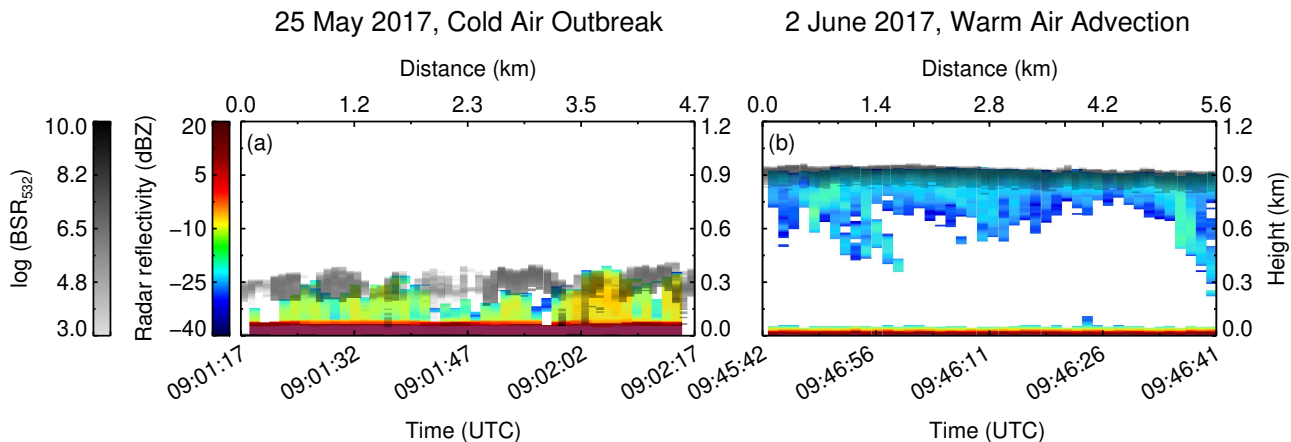 25 May 2017, Cold Air Outbreak
2 June 2017, Warm Air Advection
Distance (km)
Distance (km)
0.0 1.2 2.3 3.5 4.7
0.0 1.4 2.8 4.2 5.6
log (BSR532)
10.0
8.2
6.5
4.8
3.0
Radar reflectivity (dBZ)
20
5
−10
−25
−40
(a)
1.2
0.9
0.6
0.3
0.0
(b)
1.2
0.9
0.6
0.3
0.0
Height (km)
09:01:17 09:01:32 09:01:47 09:02:02 09:02:17
09:45:42 09:46:56 09:46:11 09:46:26 09:46:41
Time (UTC)
Time (UTC)